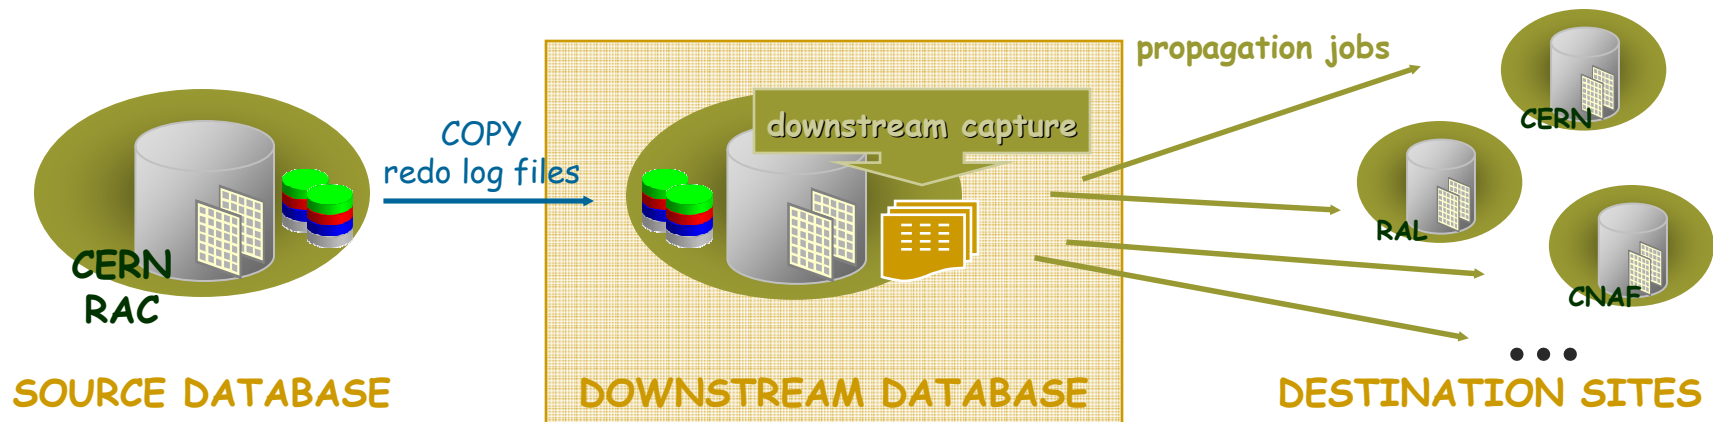 COPY
redo log files
CERN
RAC
SOURCE DATABASE
downstream capture
DOWNSTREAM DATABASE
propagation jobs
CERN
RAL
CNAF
...
DESTINATION SITES